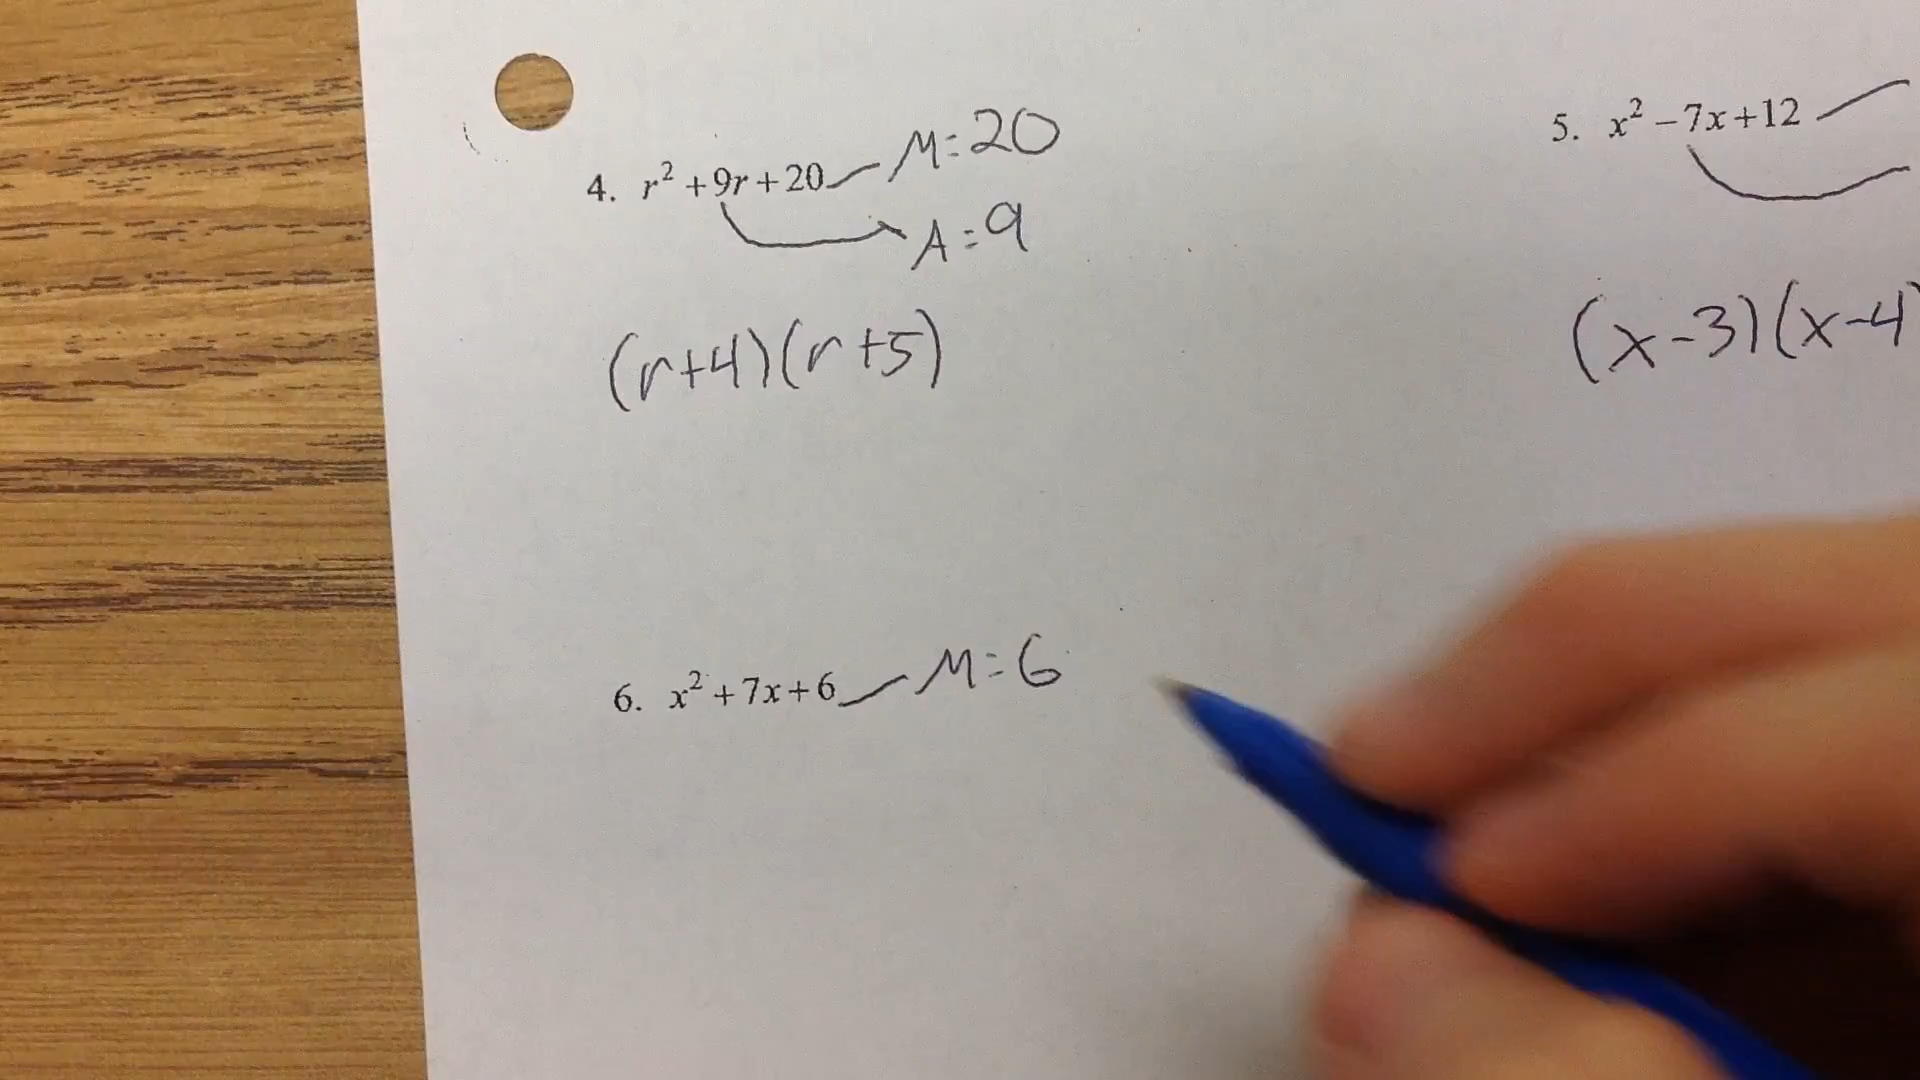 4. r² + 9r + 20 M = 20
A = 9
(r+4)(r+5)
5. x² − 7x + 12
(x-3)(x-4)
6. x² + 7x + 6 M = 6